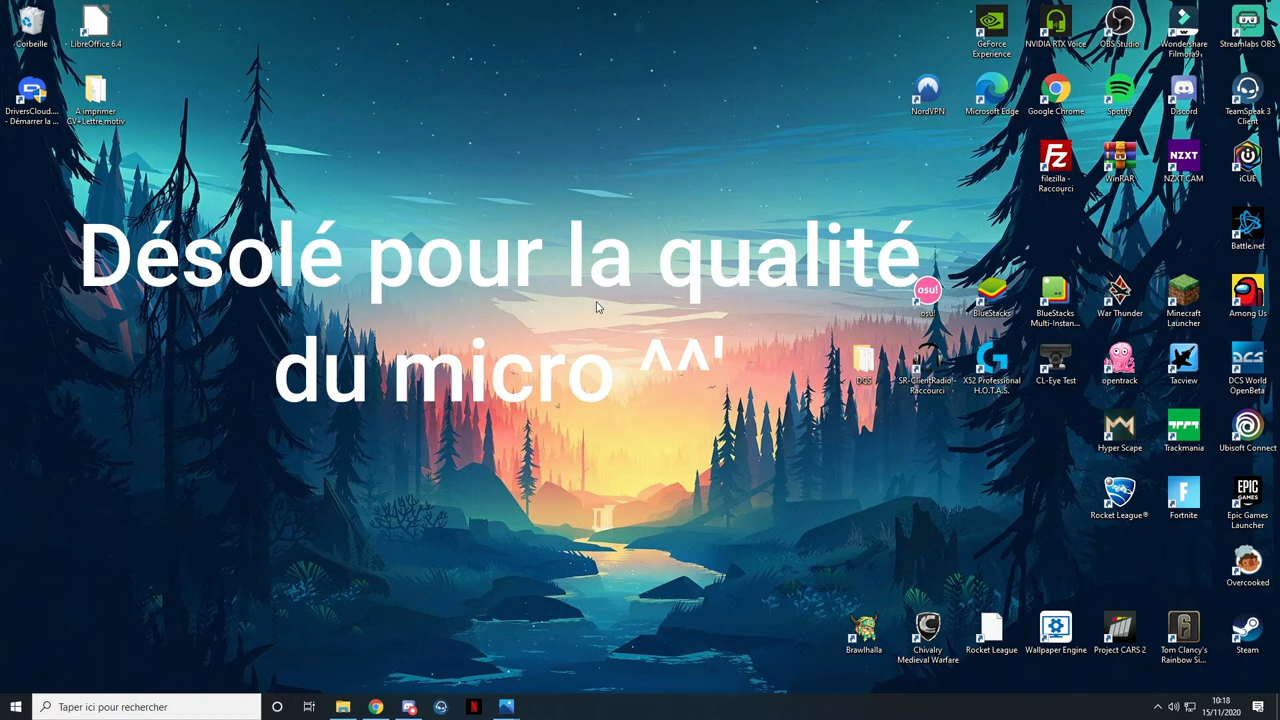 Corbeille
LibreOffice 6.4
GeForce
Experience
NVIDIA RTX Voice
OBS Studio
Wondershare
Filmora9
Streamlabs OBS
DriversCloud....
- Démarrer la ...
A imprimer
CV+Lettre motiv
NordVPN
Microsoft Edge
Google Chrome
Spotify
Discord
TeamSpeak 3
Client
filezilla -
Raccourci
WinRAR
NZXT
NZXT CAM
iCUE
Battle.net
Désolé pour la qualité
du micro ^^'
osu!
osu!
BlueStacks
BlueStacks
Multi-Instan...
War Thunder
Minecraft
Launcher
Among Us
DCS
SR-ClientRadio -
Raccourci
X52 Professional
H.O.T.A.S.
CL-Eye Test
opentrack
Tacview
DCS
DCS World
OpenBeta
Hyper Scape
Trackmania
Ubisoft Connect
Rocket League®
Fortnite
EPIC
GAMES
Epic Games
Launcher
Overcooked
Brawlhalla
Chivalry
Medieval Warfare
Rocket League
Wallpaper Engine
Project CARS 2
Tom Clancy's
Rainbow Si...
Steam
Taper ici pour rechercher
10:18
15/11/2020